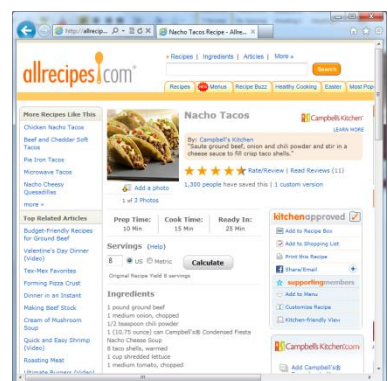 http://allrecip...
Nacho Tacos Recipe - Allre...
allrecipes.com
Recipes | Ingredients | Articles | More
Search
Recipes
Menus
Recipe Buzz
Healthy Cooking
Easter
Most Pop
More Recipes Like This
Chicken Nacho Tacos
Beef and Cheddar Soft
Tacos
Pie Iron Tacos
Microwave Tacos
Nacho Cheesy
Quesadillas
more »
Top Related Articles
Budget-Friendly Recipes
for Ground Beef
Valentine's Day Dinner
(Video)
Tex-Mex Favorites
Forming Pizza Crust
Dinner in an Instant
Making Beef Stock
Cream of Mushroom
Soup
Quick and Easy Shrimp
(Video)
Roasting Meat
Ultimate Burgers (Video)
Nacho Tacos
Campbell's Kitchen
LEARN MORE
By: Campbell's Kitchen
"Saute ground beef, onion and chili powder and stir in a
cheese sauce to fill crisp taco shells."
Rate/Review | Read Reviews (11)
1,300 people have saved this | 1 custom version
Add a photo
1 of 3 Photos
Prep Time:
10 Min
Cook Time:
15 Min
Ready In:
25 Min
Servings (Help)
8 US Metric Calculate
Original Recipe Yield 8 servings
Ingredients
1 pound ground beef
1 medium onion, chopped
1/2 teaspoon chili powder
1 (10.75 ounce) can Campbell's® Condensed Fiesta
Nacho Cheese Soup
8 taco shells, warmed
1 cup shredded lettuce
1 medium tomato, chopped
kitchenapproved
Add to Recipe Box
Add to Shopping List
Print this Recipe
Share/Email
supportingmembers
Add to Menu
Customize Recipe
Kitchen-friendly View
Campbell'sKitchen.com
Add Campbell's®